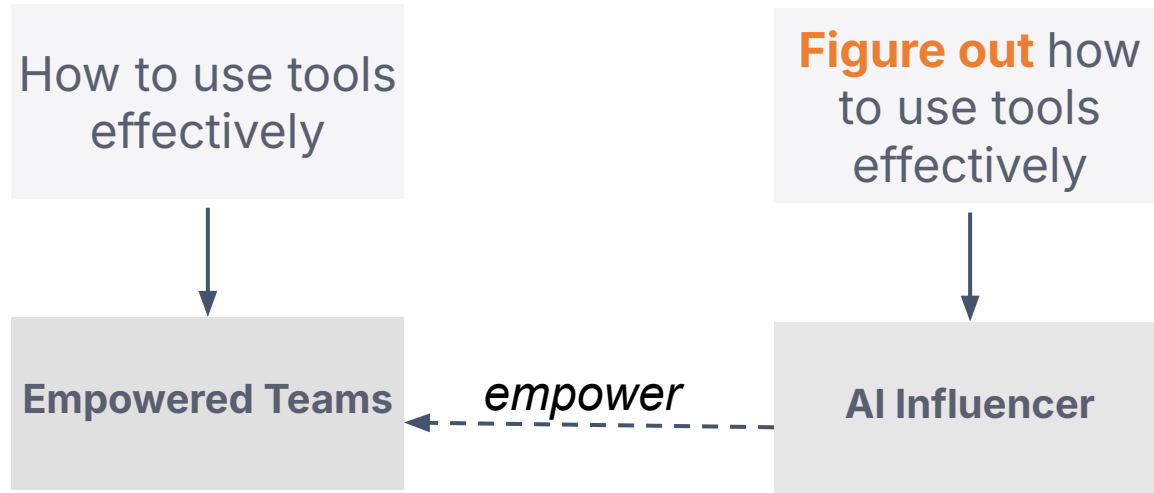 How to use tools
effectively
Figure out how
to use tools
effectively
Empowered Teams
empower
AI Influencer